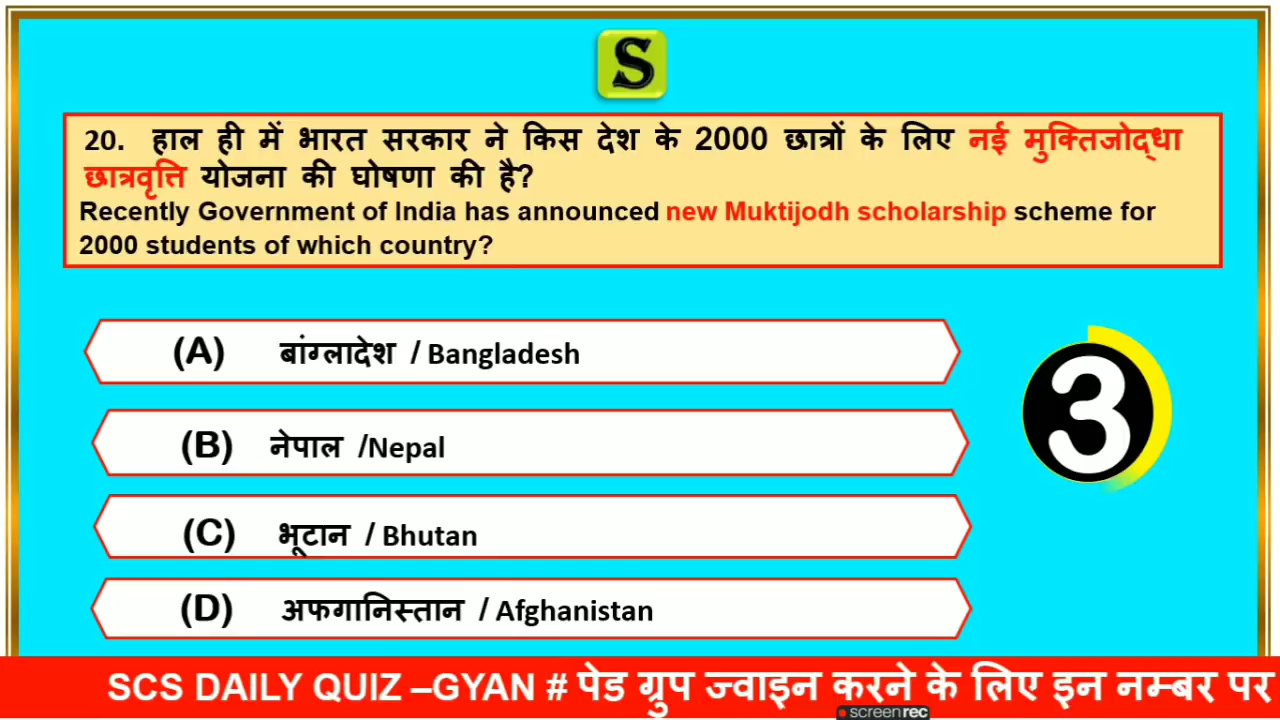 S
20. हाल ही में भारत सरकार ने किस देश के 2000 छात्रों के लिए नई मुक्तिजोद्धा
छात्रवृत्ति योजना की घोषणा की है?
Recently Government of India has announced new Muktijodh scholarship scheme for
2000 students of which country?
(A) बांग्लादेश / Bangladesh
3
(B) नेपाल /Nepal
(C) भूटान / Bhutan
(D) अफगानिस्तान / Afghanistan
SCS DAILY QUIZ –GYAN # पेड ग्रुप ज्वाइन करने के लिए इन नम्बर पर
screenrec